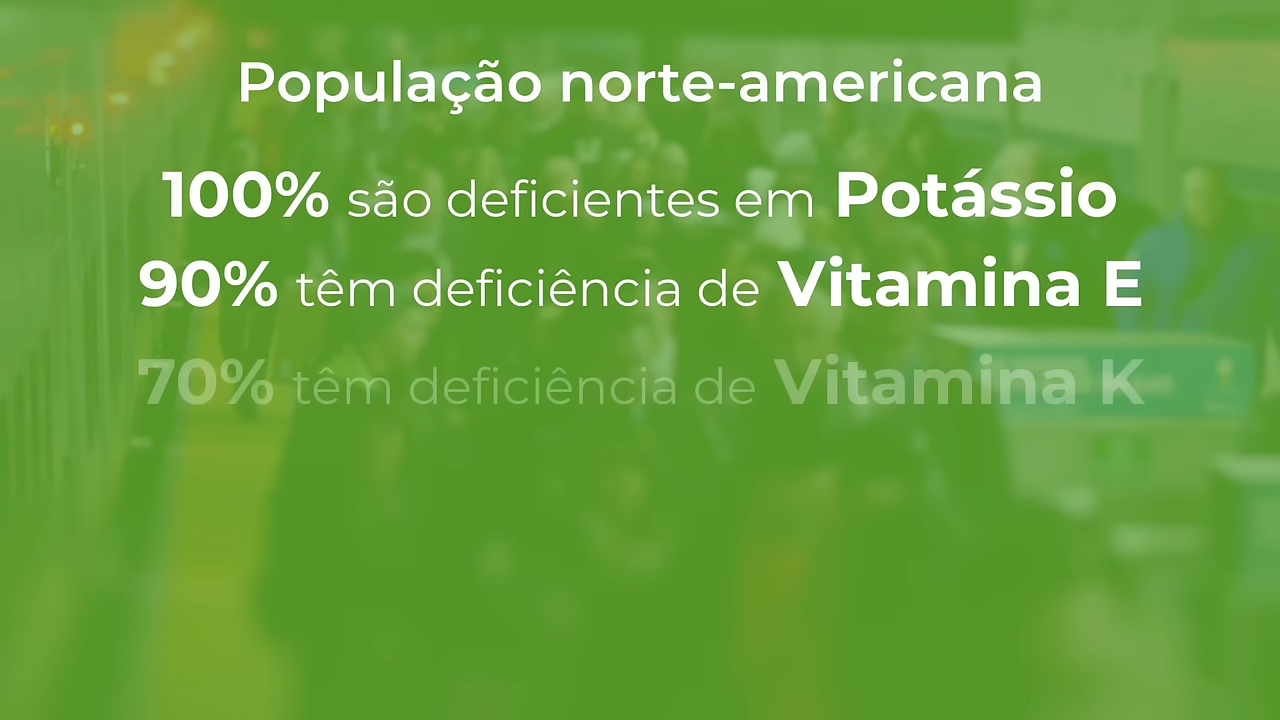 População norte-americana
100% são deficientes em Potássio
90% têm deficiência de Vitamina E
70% têm deficiência de Vitamina K